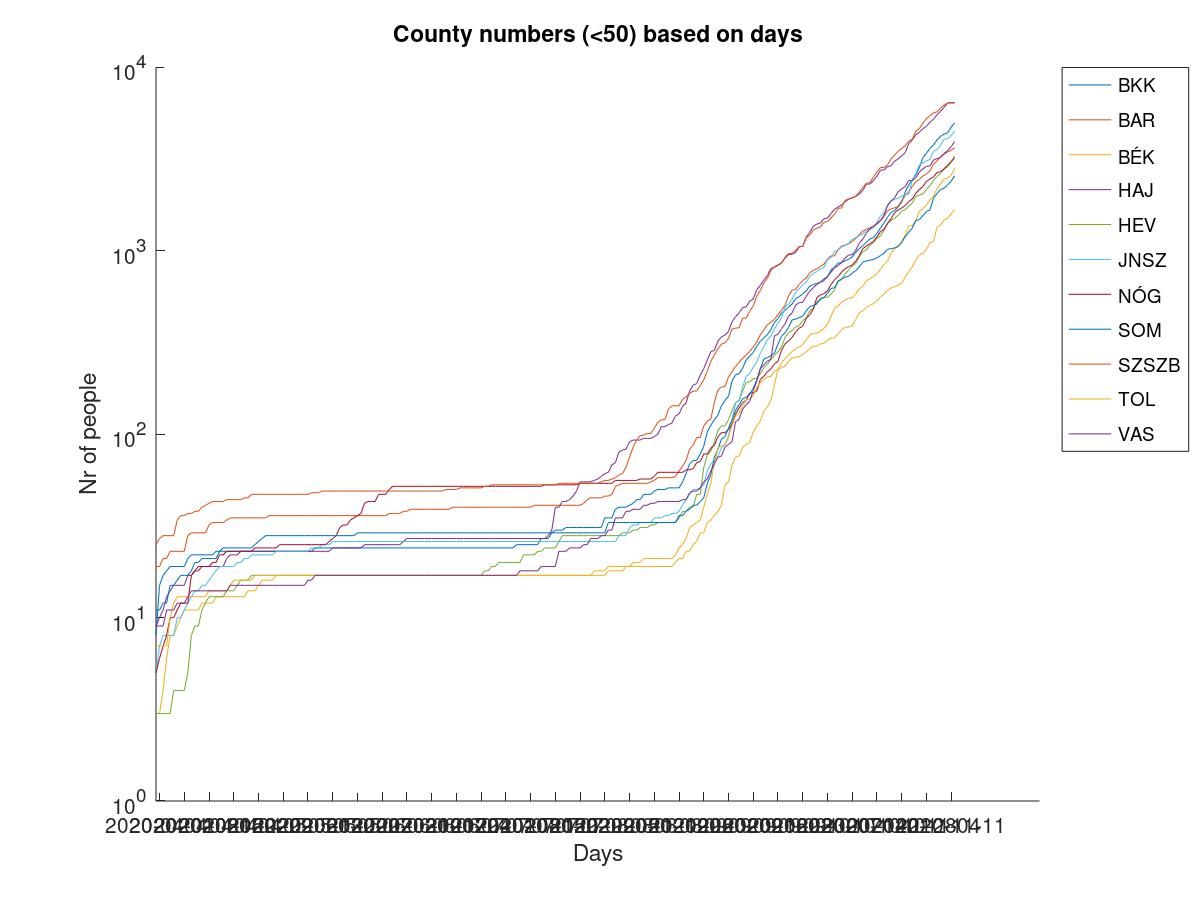 County numbers (<50) based on days
10^4
10^3
10^2
10^1
10^0
Nr of people
Days
BKK
BAR
BÉK
HAJ
HEV
JNSZ
NÓG
SOM
SZSZB
TOL
VAS